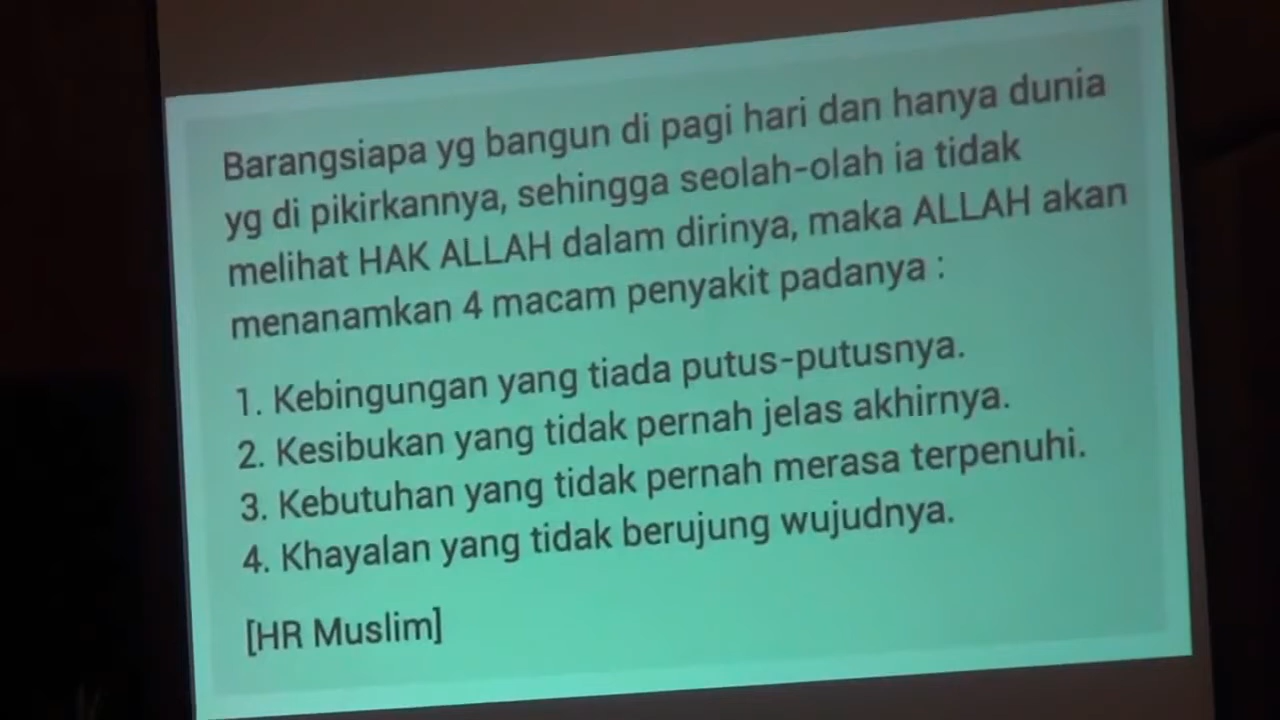 Barangsiapa yg bangun di pagi hari dan hanya dunia
yg di pikirkannya, sehingga seolah-olah ia tidak
melihat HAK ALLAH dalam dirinya, maka ALLAH akan
menanamkan 4 macam penyakit padanya :
1. Kebingungan yang tiada putus-putusnya.
2. Kesibukan yang tidak pernah jelas akhirnya.
3. Kebutuhan yang tidak pernah merasa terpenuhi.
4. Khayalan yang tidak berujung wujudnya.
[HR Muslim]